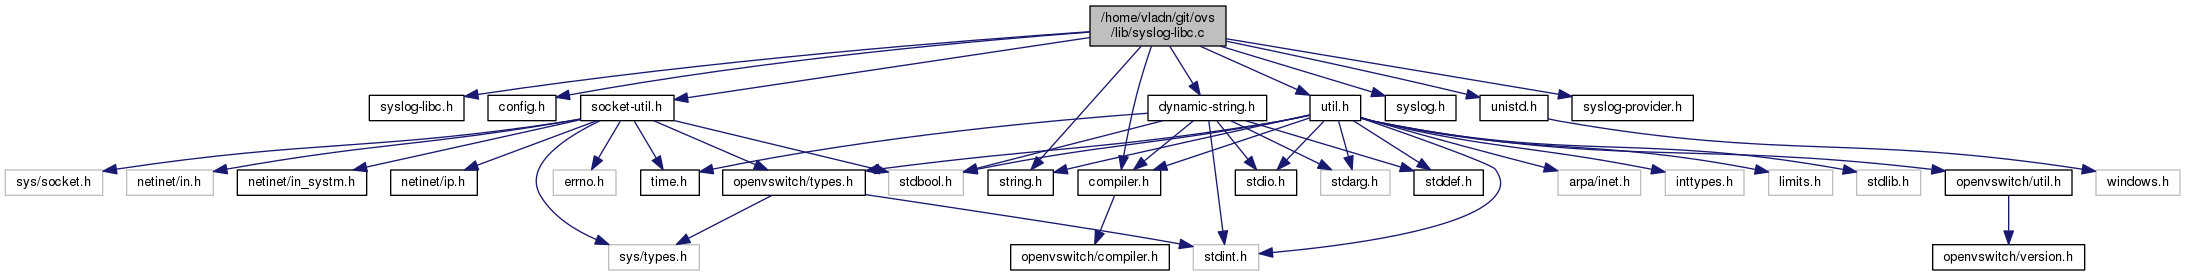 /home/vladn/git/ovs
/lib/syslog-libc.c
syslog-libc.h
config.h
socket-util.h
dynamic-string.h
util.h
syslog.h
unistd.h
syslog-provider.h
sys/socket.h
netinet/in.h
netinet/in_systm.h
netinet/ip.h
errno.h
time.h
openvswitch/types.h
stdbool.h
string.h
compiler.h
stdio.h
stdarg.h
stddef.h
arpa/inet.h
inttypes.h
limits.h
stdlib.h
openvswitch/util.h
windows.h
sys/types.h
openvswitch/compiler.h
stdint.h
openvswitch/version.h